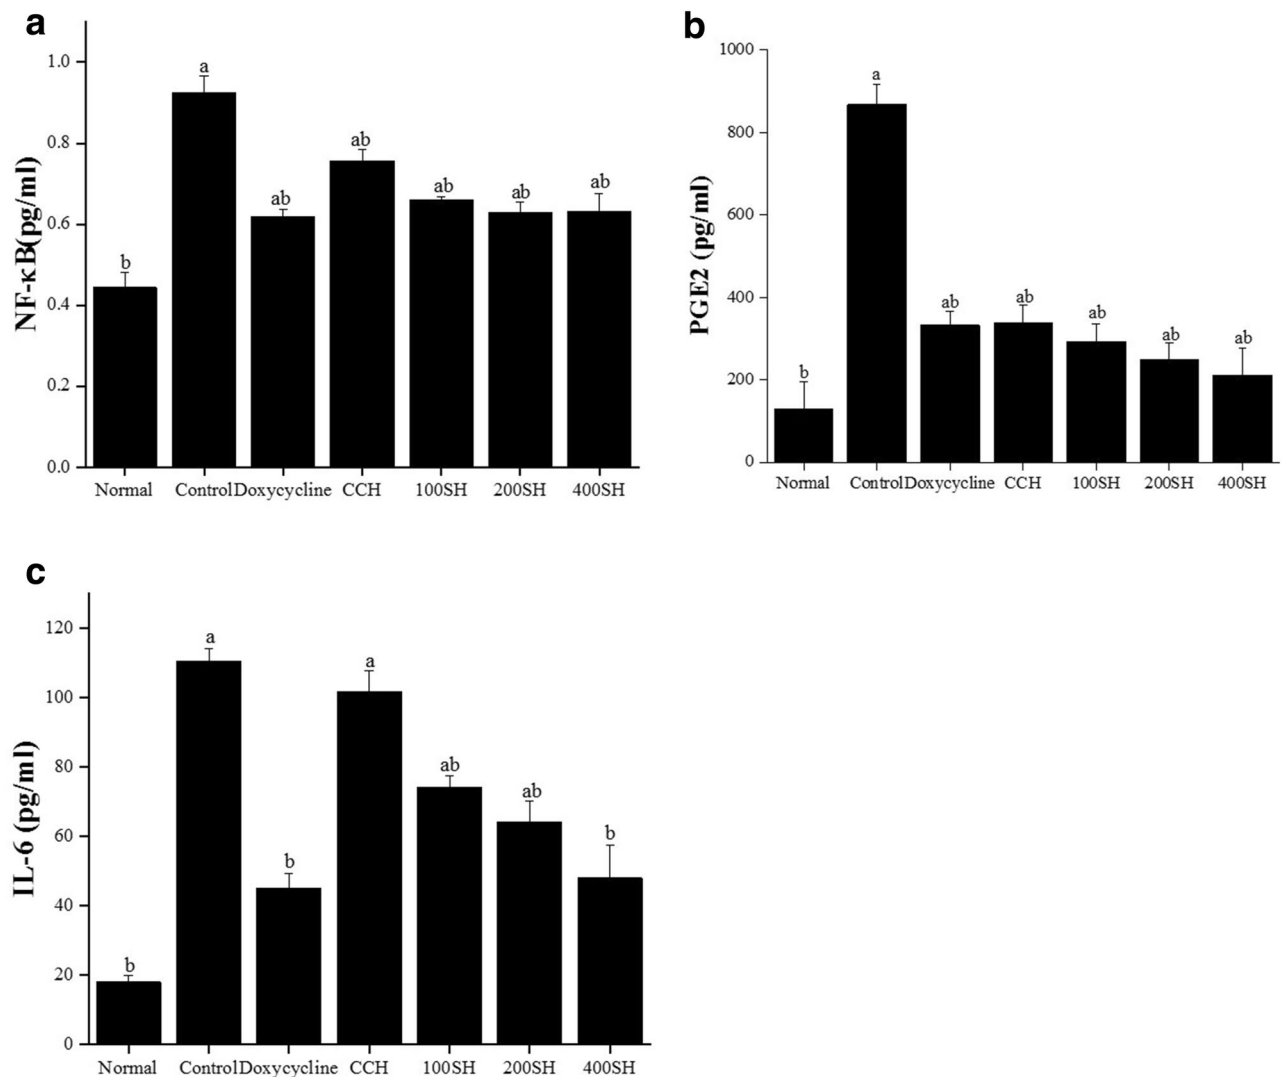 a
NF-κB(pg/ml)
1.0
0.8
0.6
0.4
0.2
0.0
b
a
ab
ab
ab
ab
ab
Normal Control Doxycycline CCH 100SH 200SH 400SH
b
PGE2 (pg/ml)
1000
800
600
400
200
0
b
a
ab
ab
ab
ab
ab
Normal Control Doxycycline CCH 100SH 200SH 400SH
c
IL-6 (pg/ml)
120
100
80
60
40
20
0
b
a
b
a
ab
ab
b
Normal Control Doxycycline CCH 100SH 200SH 400SH